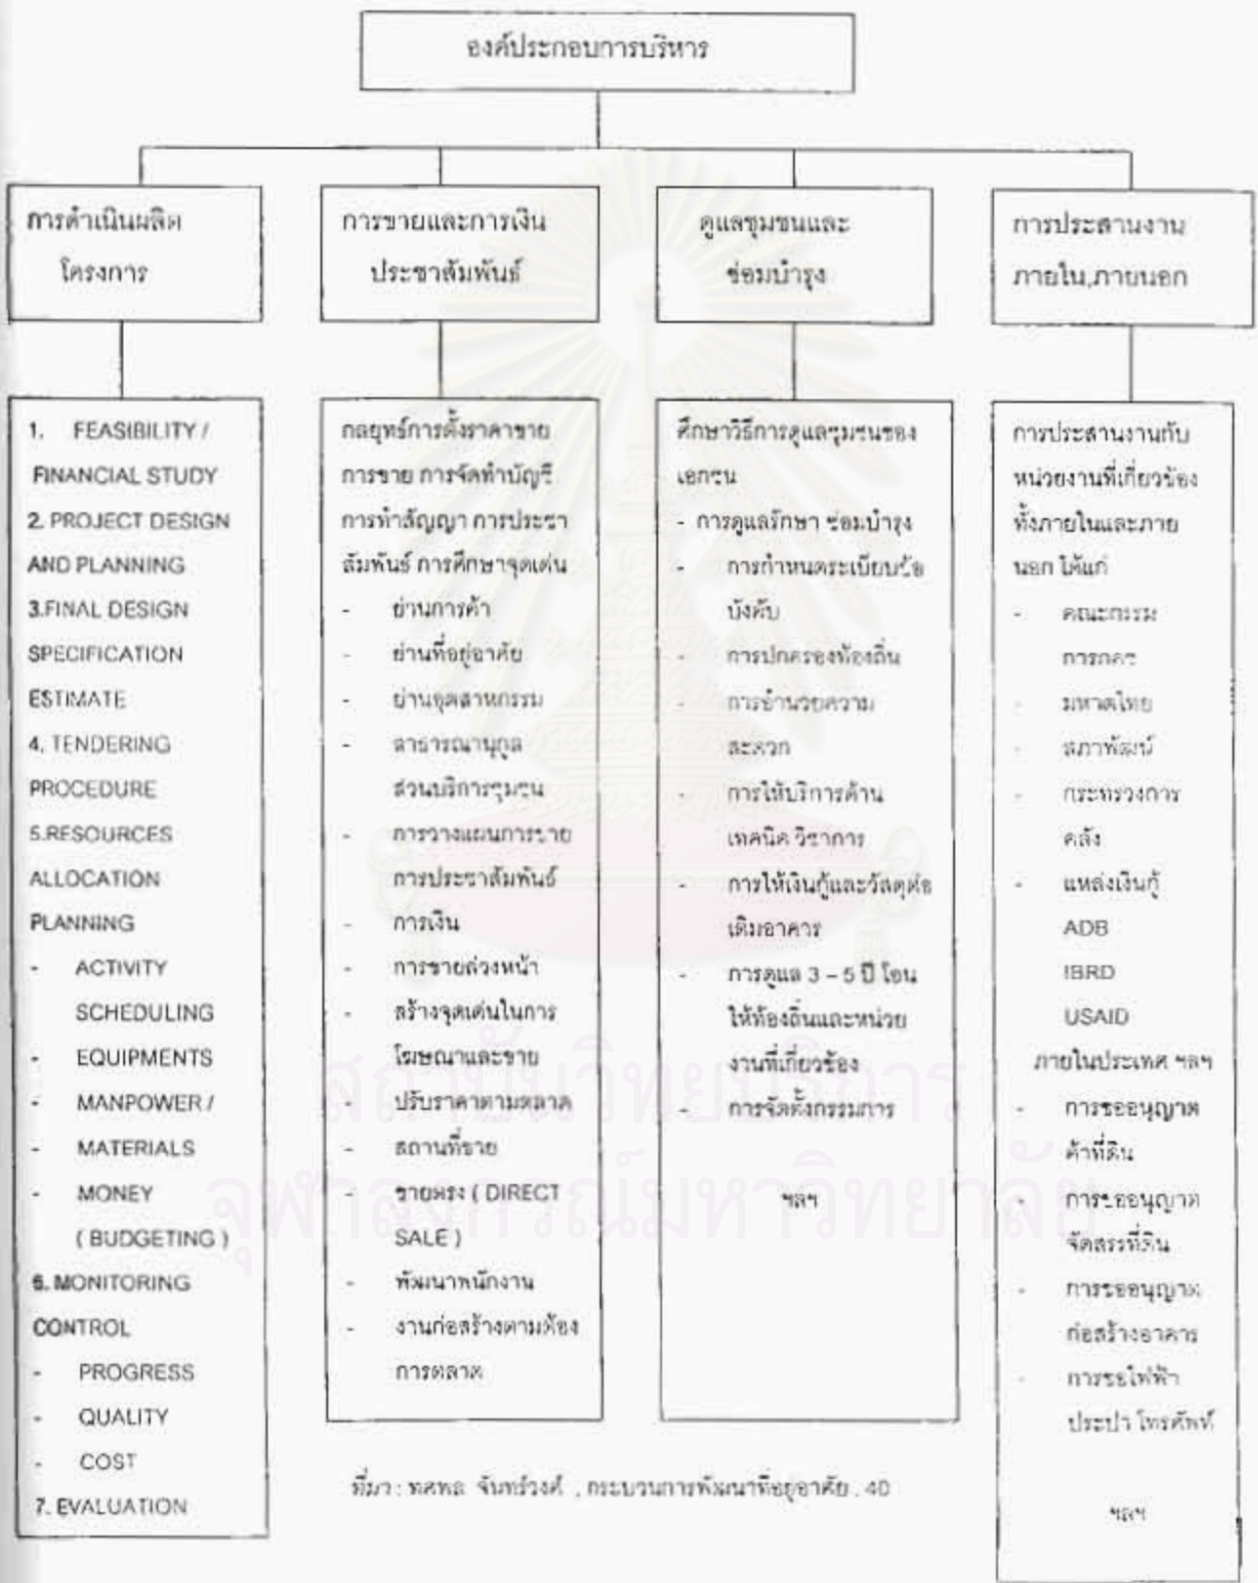 องค์ประกอบการบริหาร
การดำเนินผลิต
โครงการ
การขายและการเงิน
ประชาสัมพันธ์
ดูแลชุมชนและ
ซ่อมบำรุง
การประสานงาน
ภายใน,ภายนอก
1. FEASIBILITY /
FINANCIAL STUDY
2. PROJECT DESIGN
AND PLANNING
3.FINAL DESIGN
SPECIFICATION
ESTIMATE
4. TENDERING
PROCEDURE
5.RESOURCES
ALLOCATION
PLANNING
- ACTIVITY
SCHEDULING
- EQUIPMENTS
- MANPOWER /
- MATERIALS
- MONEY
( BUDGETING )
6. MONITORING
CONTROL
- PROGRESS
- QUALITY
- COST
7. EVALUATION
กลยุทธ์การตั้งราคาขาย
การขาย การจัดทำบัญชี
การทำสัญญา การประชา
สัมพันธ์ การศึกษาจุดเด่น
- ย่านการค้า
- ย่านที่อยู่อาศัย
- ย่านอุตสาหกรรม
- สาธารณานุกูล
ส่วนบริการชุมชน
- การวางแผนการขาย
การประชาสัมพันธ์
- การเงิน
- การขายล่วงหน้า
- สร้างจุดเด่นในการ
โฆษณาและขาย
- ปรับราคาตามตลาด
- สถานที่ขาย
- ขายตรง ( DIRECT
SALE )
- พัฒนาพนักงาน
- งานก่อสร้างตามต้อง
การตลาด
ศึกษาวิธีการดูแลชุมชนของ
เอกชน
- การดูแลรักษา ซ่อมบำรุง
- การกำหนดระเบียบข้อ
บังคับ
- การปกครองท้องถิ่น
- การอำนวยความ
สะดวก
- การให้บริการด้าน
เทคนิค วิชาการ
- การให้เงินกู้และวัสดุต่อ
เติมอาคาร
- การดูแล 3 – 5 ปี โอน
ให้ท้องถิ่นและหน่วย
งานที่เกี่ยวข้อง
- การจัดตั้งกรรมการ
ฯลฯ
การประสานงานกับ
หน่วยงานที่เกี่ยวข้อง
ทั้งภายในและภาย
นอก ได้แก่
- คณะกรรม
การกคช
- มหาดไทย
- สภาพัฒน์
- กระทรวงการ
คลัง
- แหล่งเงินกู้
ADB
IBRD
USAID
ภายในประเทศ ฯลฯ
- การขออนุญาต
ค้าที่ดิน
- การขออนุญาต
จัดสรรที่ดิน
- การขออนุญาต
ก่อสร้างอาคาร
- การขอไฟฟ้า
ประปา โทรศัพท์
ฯลฯ
ที่มา : ทศพล จันทร์วงศ์ , กระบวนการพัฒนาที่อยู่อาศัย . 40
สถาบันวิทยบริการ
จุฬาลงกรณ์มหาวิทยาลัย